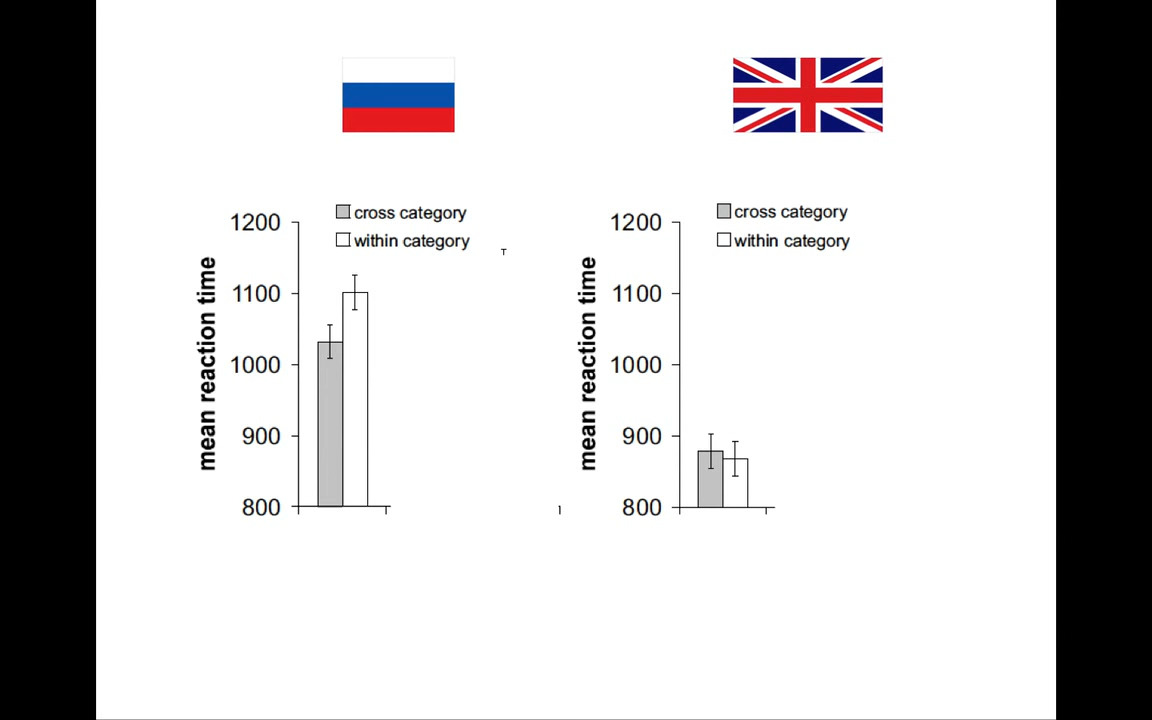 cross category
within category
1200
1100
1000
900
800
mean reaction time
cross category
within category
1200
1100
1000
900
800
mean reaction time